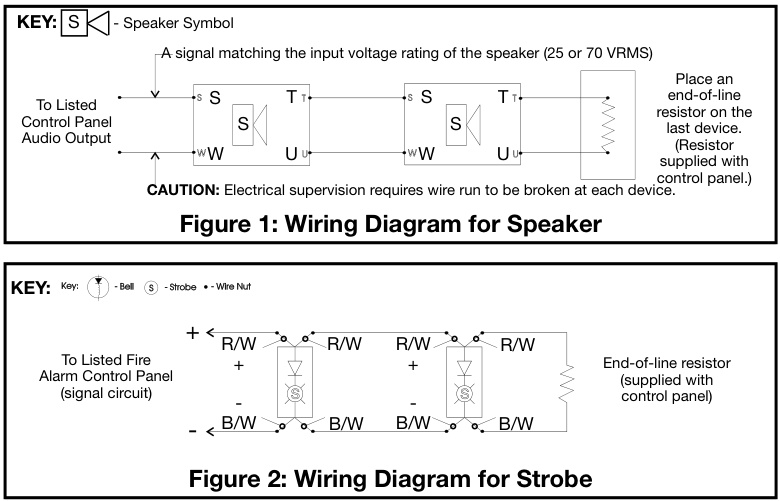 KEY: S - Speaker Symbol
A signal matching the input voltage rating of the speaker (25 or 70 VRMS)
To Listed
Control Panel
Audio Output
S S T T S S T T
S S
W W U U W W U U
Place an
end-of-line
resistor on the
last device.
(Resistor
supplied with
control panel.)
CAUTION: Electrical supervision requires wire run to be broken at each device.
Figure 1: Wiring Diagram for Speaker
KEY: Key: - Bell S - Strobe • - Wire Nut
+
R/W R/W R/W R/W
To Listed Fire
Alarm Control Panel
(signal circuit)
+ +
S S
- -
- B/W B/W B/W B/W
End-of-line resistor
(supplied with
control panel)
Figure 2: Wiring Diagram for Strobe